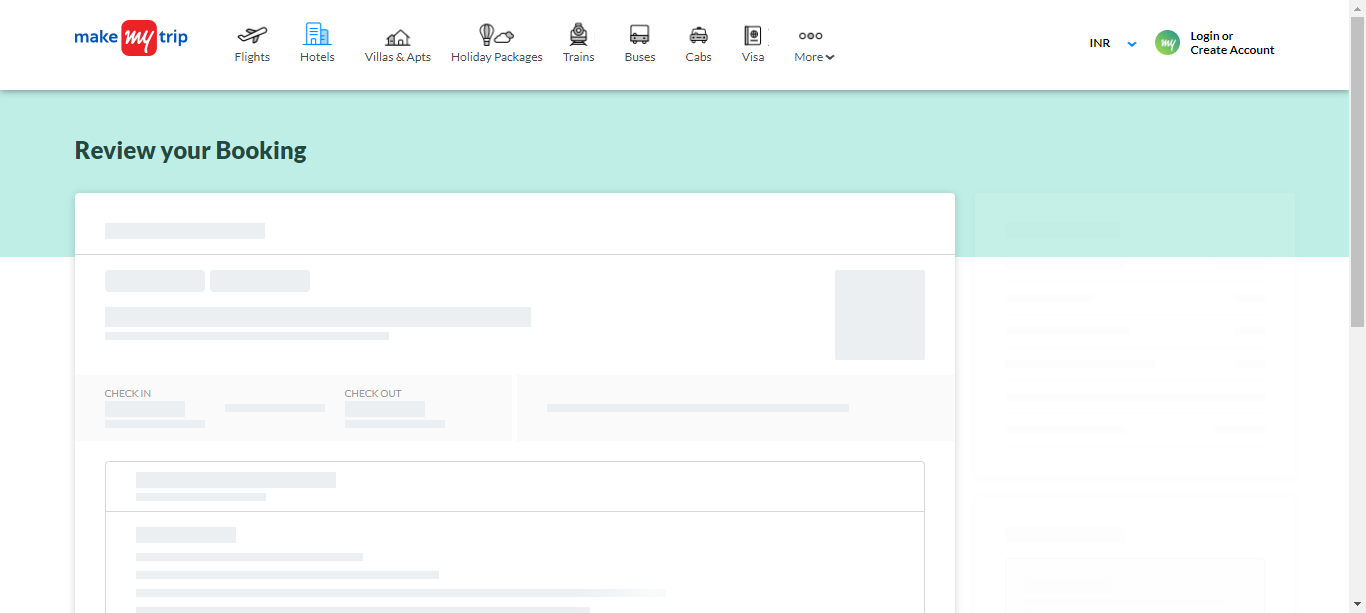 make my trip
Flights
Hotels
Villas & Apts
Holiday Packages
Trains
Buses
Cabs
Visa
More
INR
my
Login or
Create Account
Review your Booking
CHECK IN
CHECK OUT